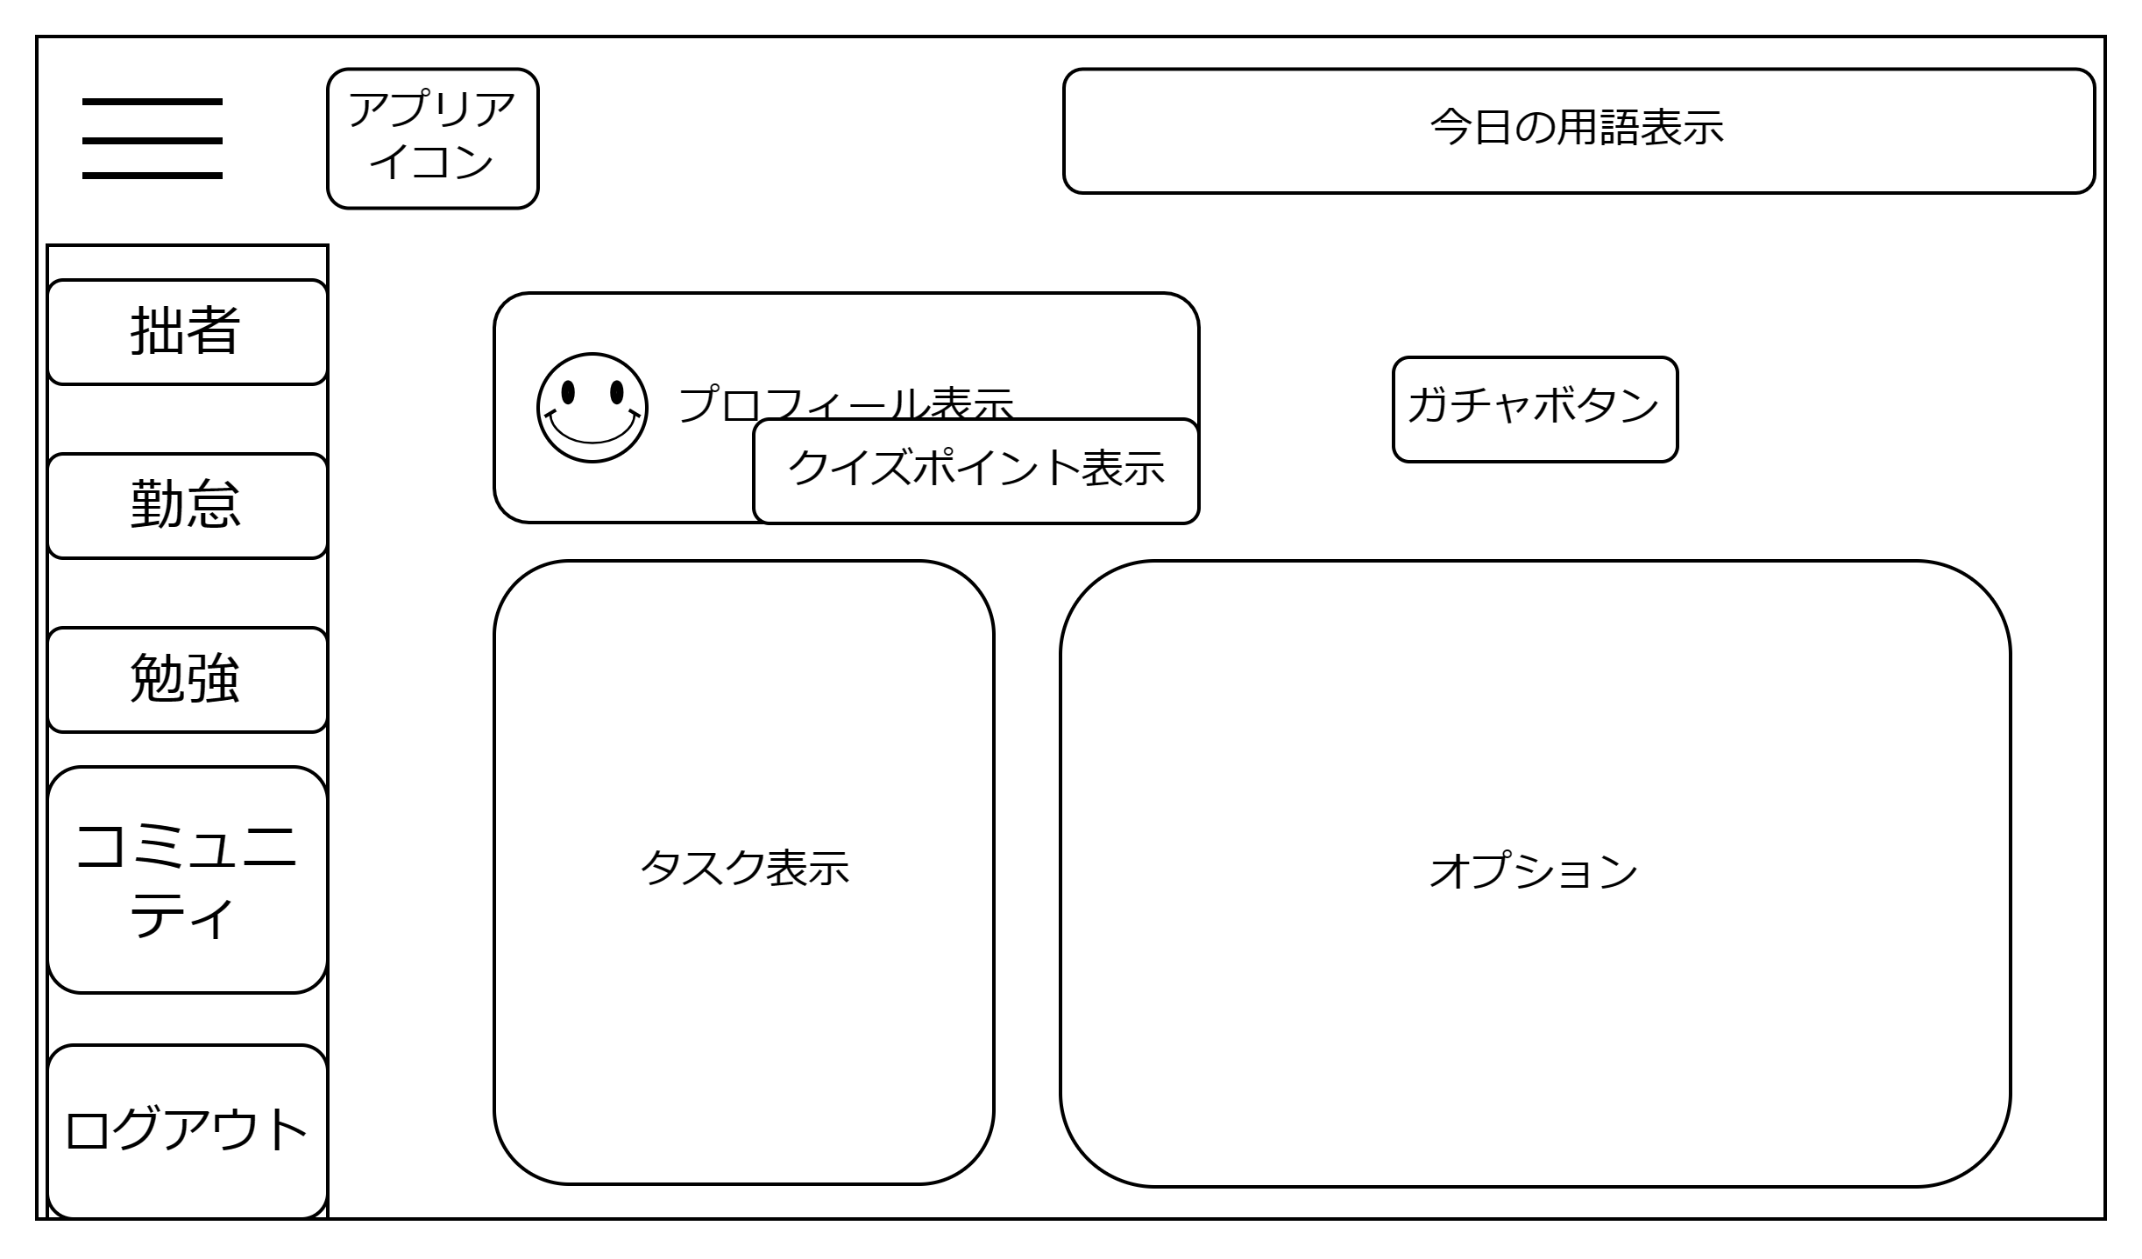 アプリア
イコン
今日の用語表示
拙者
勤怠
勉強
コミュニ
ティ
ログアウト
プロフィール表示
クイズポイント表示
ガチャボタン
タスク表示
オプション